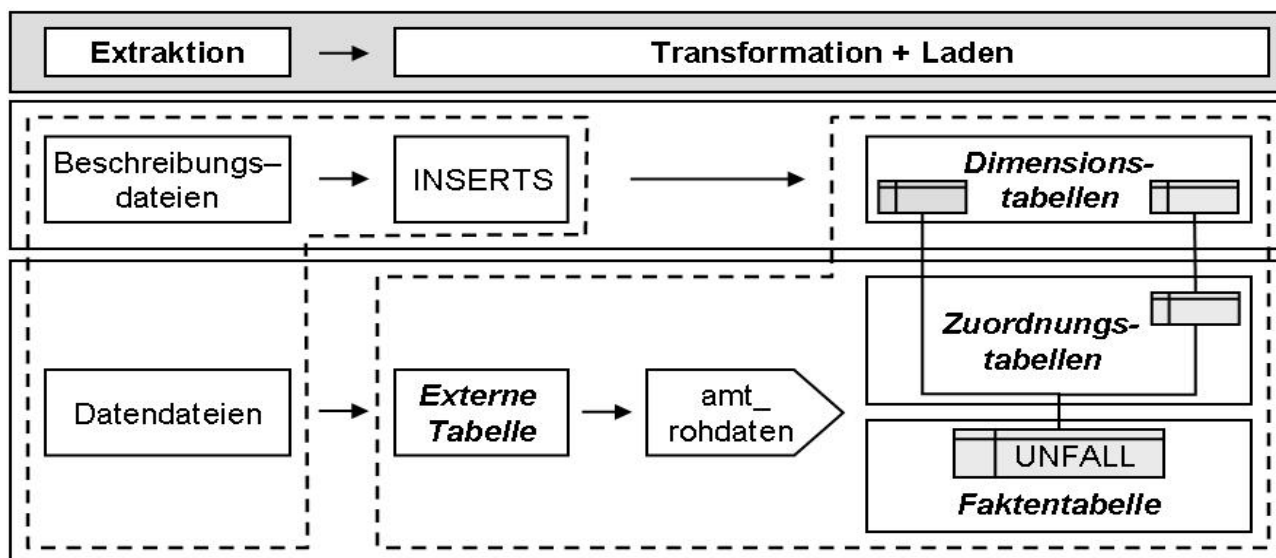 Extraktion
Transformation + Laden
Beschreibungs–
dateien
INSERTS
Dimensions-
tabellen
Zuordnungs-
tabellen
Datendateien
Externe
Tabelle
amt_
rohdaten
UNFALL
Faktentabelle